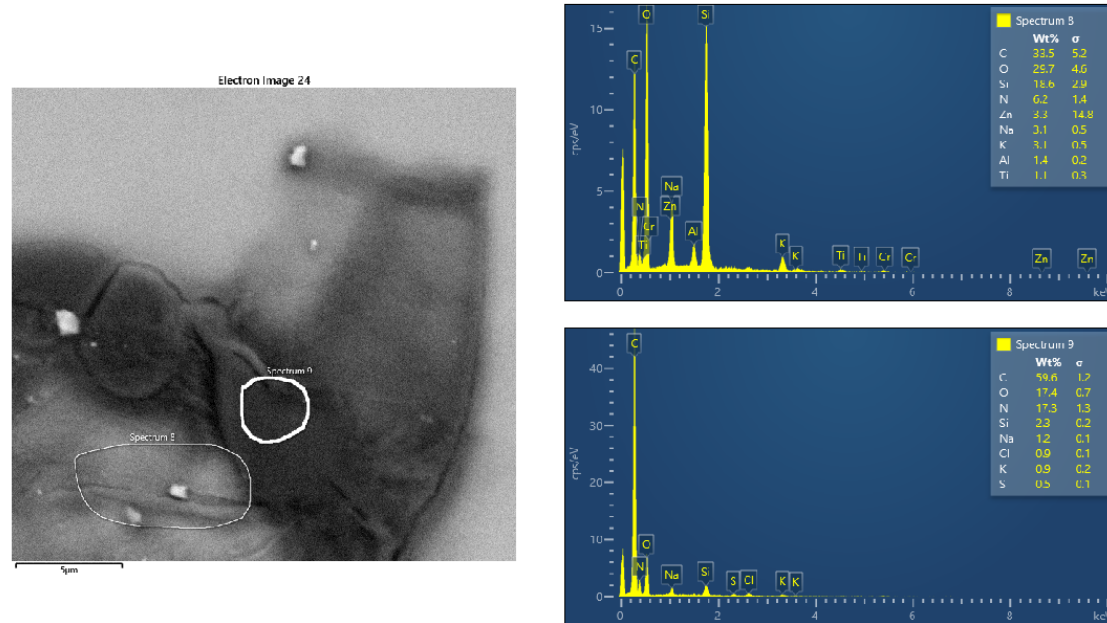 Electron Image 24
Spectrum 9
Spectrum 8
5µm
Spectrum 8
Wt% σ
C 33.5 5.2
O 29.7 4.6
Si 18.6 2.9
N 6.2 1.4
Zn 3.3 14.8
Na 3.1 0.5
K 3.1 0.5
Al 1.4 0.2
Ti 1.1 0.3
cps/eV
15
10
5
0
O
Si
C
Na
N
Zn
Cr
Ti
Al
K
K
Ti
Ti
Cr
Cr
Zn
Zn
0 2 4 6 8 ke
Spectrum 9
Wt% σ
C 59.6 1.2
O 17.4 0.7
N 17.3 1.3
Si 2.3 0.2
Na 1.2 0.1
Cl 0.9 0.1
K 0.9 0.2
S 0.5 0.1
cps/eV
40
30
20
10
0
C
O
N
Na
Si
S
Cl
K
K
0 2 4 6 8 ke